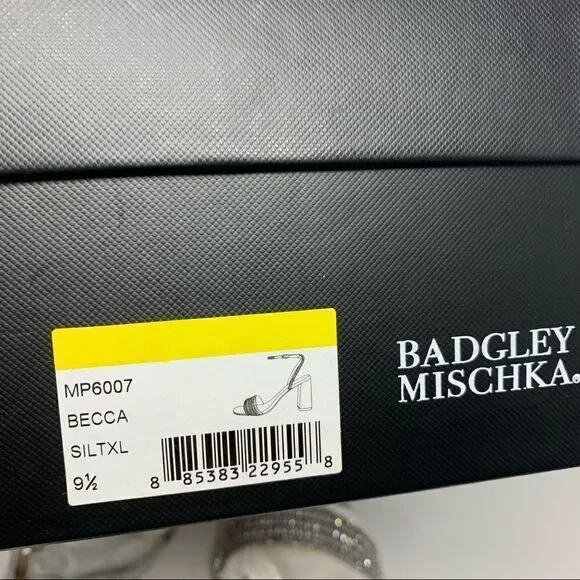 BADGLEY
MISCHKA®
MP6007
BECCA
SILTXL
9½
8 85383 22955 8